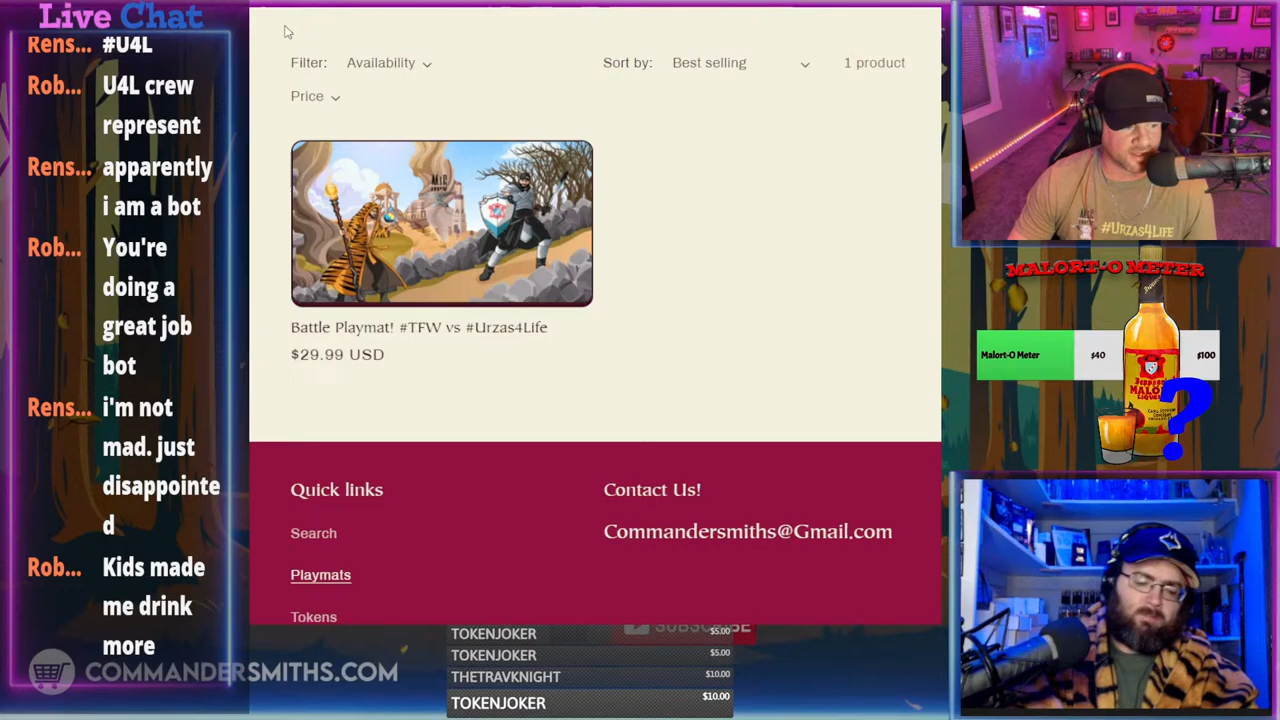 Live Chat
Rens... #U4L
Rob... U4L crew
represent
Rens... apparently
i am a bot
Rob... You're
doing a
great job
bot
Rens... i'm not
mad. just
disappointe
d
Rob... Kids made
me drink
more
COMMANDERSMITHS.COM
Filter: Availability
Sort by: Best selling
1 product
Price
Battle Playmat! #TFW vs #Urzas4Life
$29.99 USD
Quick links
Search
Playmats
Tokens
Contact Us!
Commandersmiths@Gmail.com
SUBSCRIBE
TOKENJOKER $5.00
TOKENJOKER $5.00
THETRAVKNIGHT $10.00
TOKENJOKER $10.00
#URZAS4LIFE
MALORT-O METER
Malort-O Meter $40 $100
MALORT
LIQUEUR
?